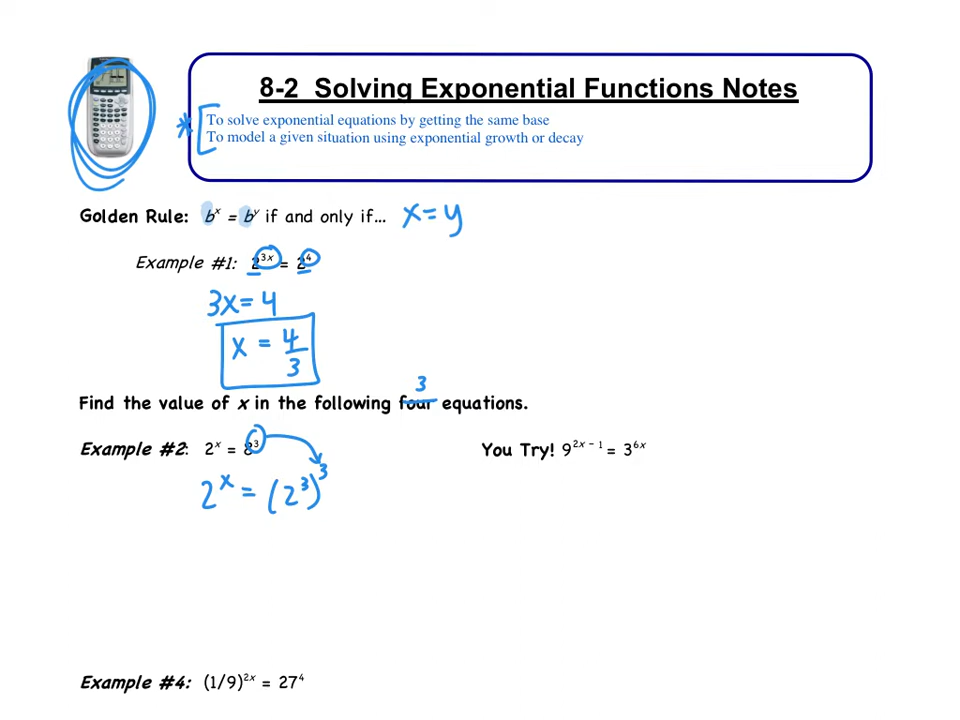 8-2 Solving Exponential Functions Notes
* [ To solve exponential equations by getting the same base
To model a given situation using exponential growth or decay
Golden Rule: bˣ = bʸ if and only if... x = y
Example #1: 2³ˣ = 2⁴
3x = 4
x = 4/3
3
Find the value of x in the following four equations.
Example #2: 2ˣ = 8³
You Try! 9²ˣ⁻¹ = 3⁶ˣ
2ˣ = (2³)³
Example #4: (1/9)²ˣ = 27⁴